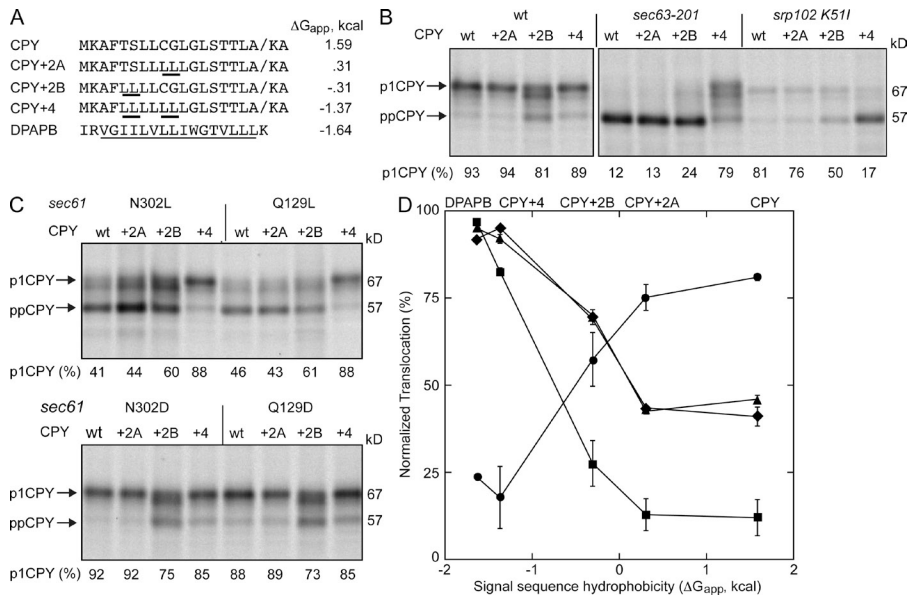 A
ΔGapp, kcal
CPY MKAFTSLLCGLGLSTTLA/KA 1.59
CPY+2A MKAFTSLLLLLGLSTTLA/KA .31
CPY+2B MKAFLLLLCGLGLSTTLA/KA -.31
CPY+4 MKAFLLLLLLLGLSTTLA/KA -1.37
DPAPB IRVGIILVLLIWGTVLLLK -1.64
B
wt sec63-201 srp102 K51I
CPY wt +2A +2B +4 wt +2A +2B +4 wt +2A +2B +4 kD
p1CPY 67
ppCPY 57
p1CPY (%) 93 94 81 89 12 13 24 79 81 76 50 17
C
sec61 N302L Q129L
CPY wt +2A +2B +4 wt +2A +2B +4 kD
p1CPY 67
ppCPY 57
p1CPY (%) 41 44 60 88 46 43 61 88
sec61 N302D Q129D
CPY wt +2A +2B +4 wt +2A +2B +4 kD
p1CPY 67
ppCPY 57
p1CPY (%) 92 92 75 85 88 89 73 85
D
DPAPB CPY+4 CPY+2B CPY+2A CPY
100
75
50
25
0
Normalized Translocation (%)
-2 -1 0 1 2
Signal sequence hydrophobicity (ΔGapp, kcal)